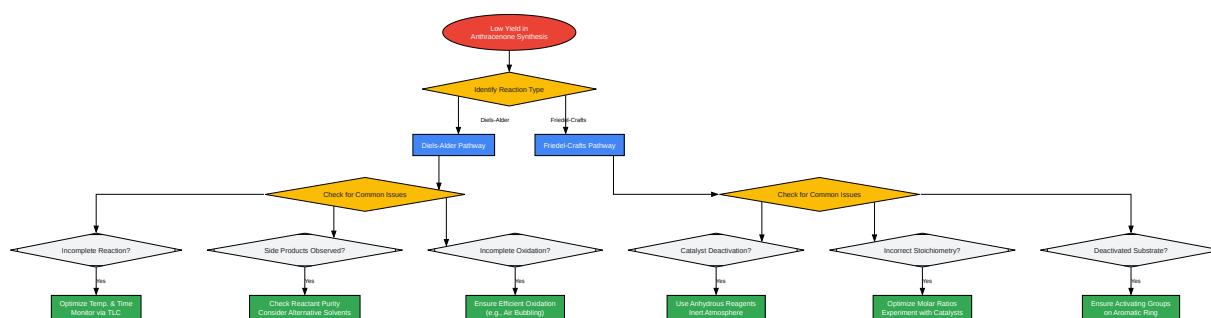 Low Yield in
Anthracenone Synthesis
Identify Reaction Type
Diels-Alder
Friedel-Crafts
Diels-Alder Pathway
Friedel-Crafts Pathway
Check for Common Issues
Check for Common Issues
Incomplete Reaction?
Side Products Observed?
Incomplete Oxidation?
Catalyst Deactivation?
Incorrect Stoichiometry?
Deactivated Substrate?
Yes
Yes
Yes
Yes
Yes
Yes
Optimize Temp. & Time
Monitor via TLC
Check Reactant Purity
Consider Alternative Solvents
Ensure Efficient Oxidation
(e.g., Air Bubbling)
Use Anhydrous Reagents
Inert Atmosphere
Optimize Molar Ratios
Experiment with Catalysts
Ensure Activating Groups
on Aromatic Ring